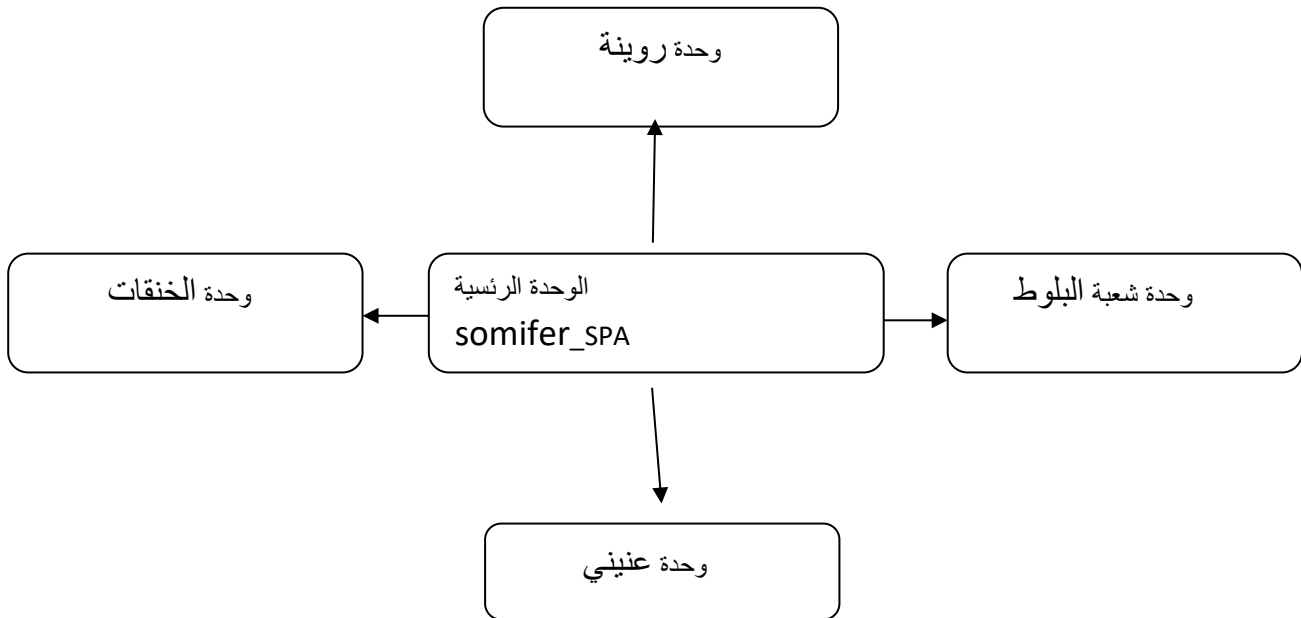 وحدة روينة
وحدة شعبة البلوط
الوحدة الرئسية
somifer_SPA
وحدة الخنقات
وحدة عنيني